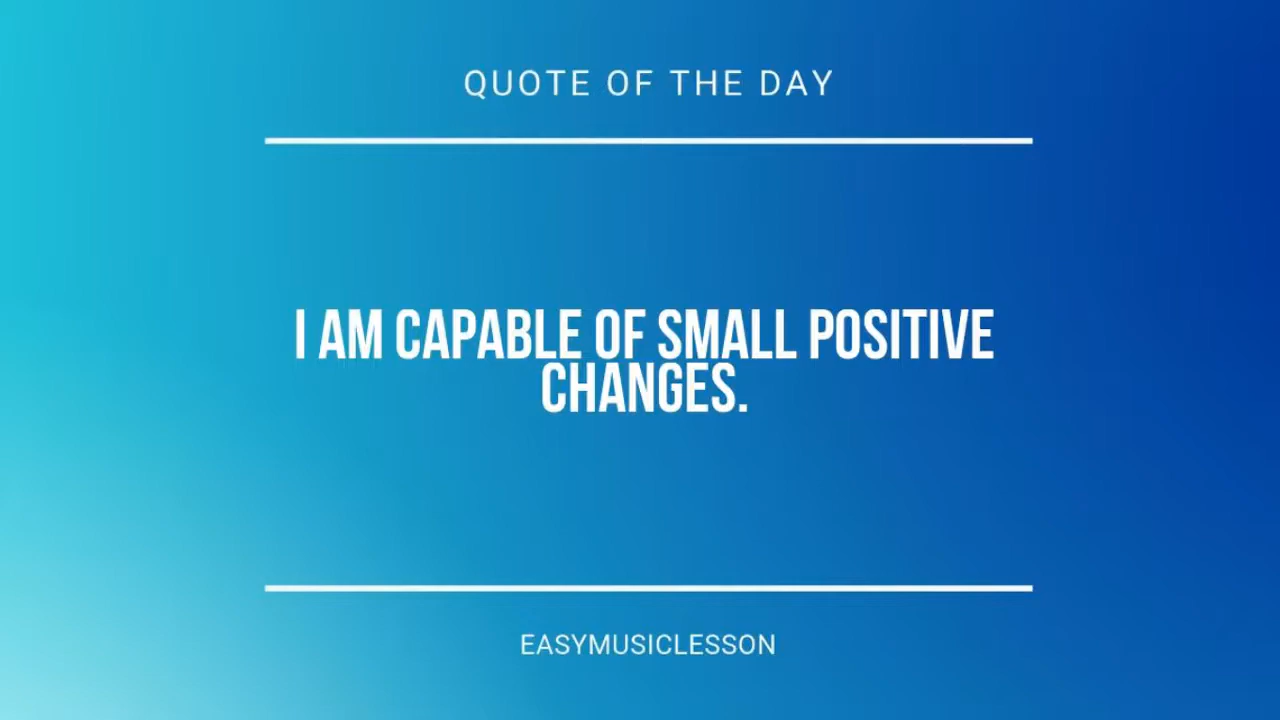 QUOTE OF THE DAY
I AM CAPABLE OF SMALL POSITIVE
CHANGES.
EASYMUSICLESSON